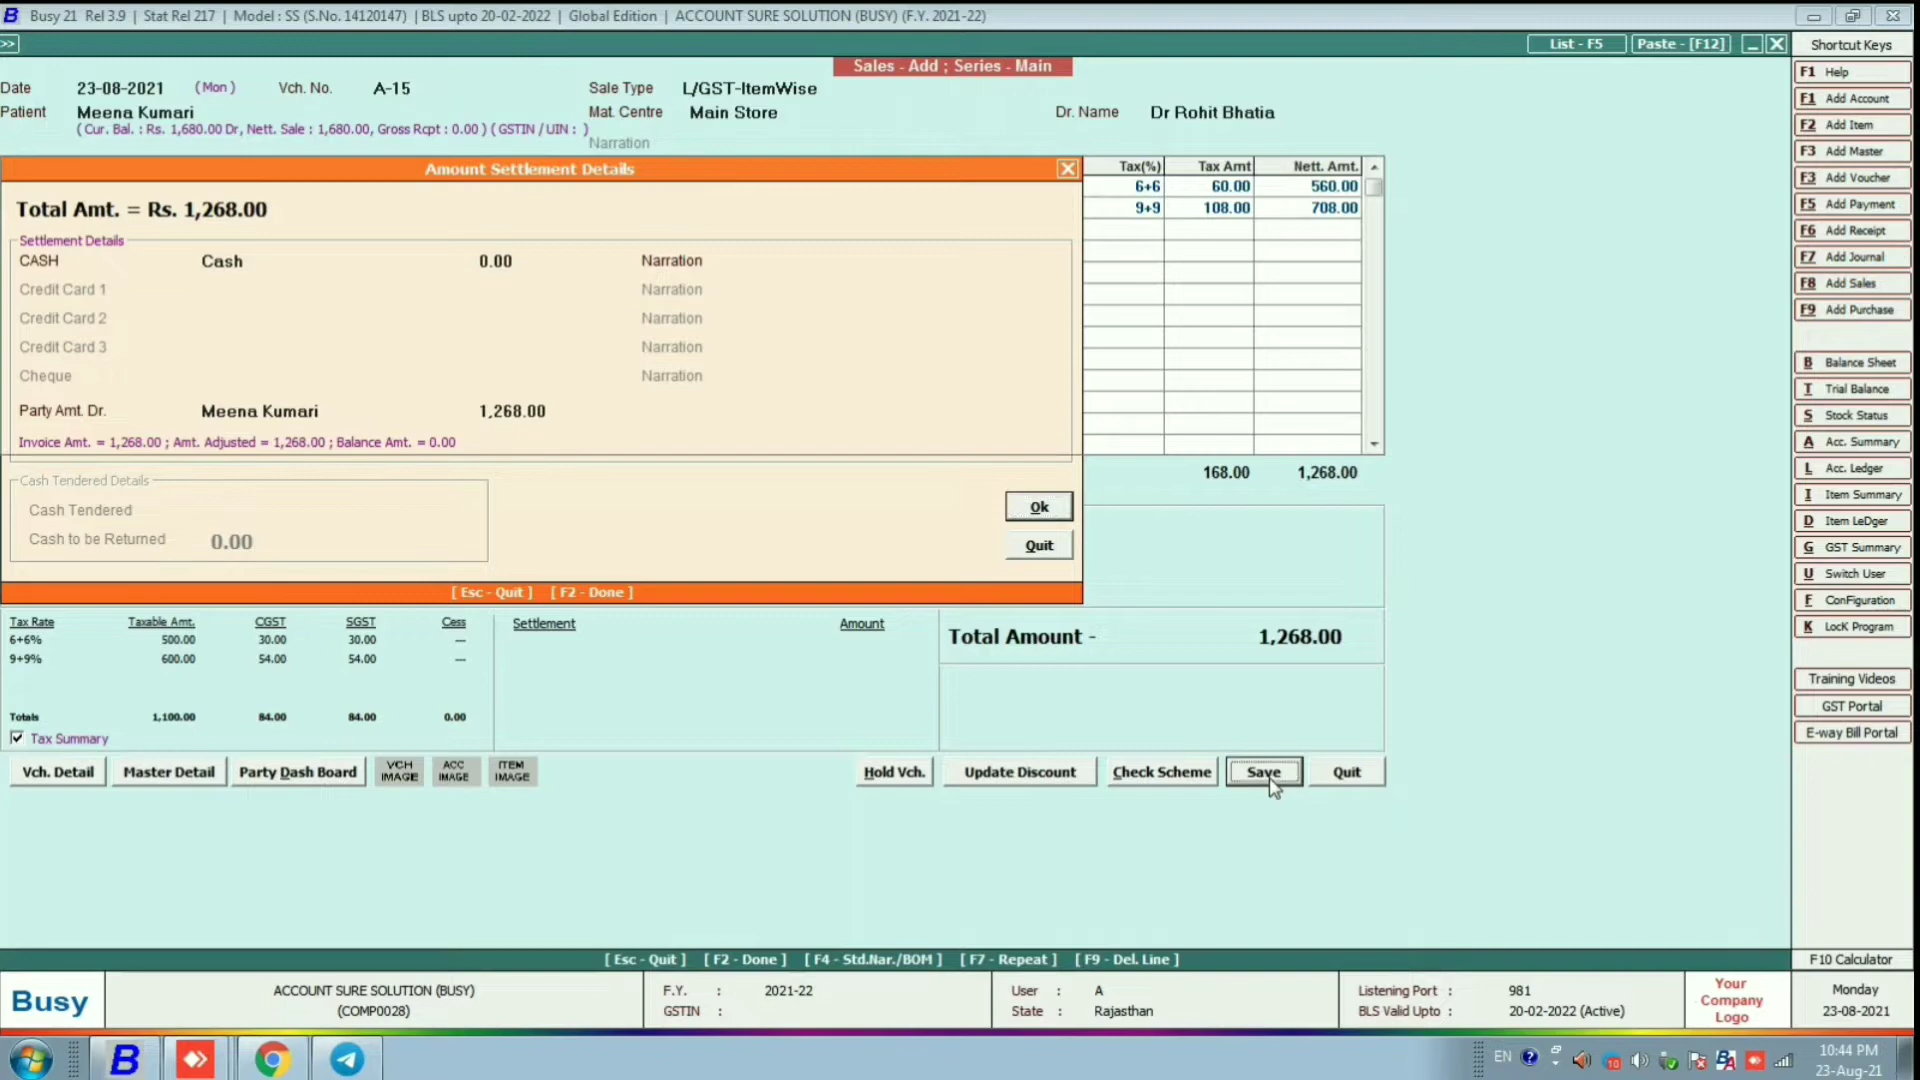 B Busy 21 Rel 3.9 | Stat Rel 217 | Model : SS (S.No. 14120147) | BLS upto 20-02-2022 | Global Edition | ACCOUNT SURE SOLUTION (BUSY) (F.Y. 2021-22)
>> List - F5 Paste - [F12] Shortcut Keys
Sales - Add ; Series - Main
Date 23-08-2021 (Mon) Vch. No. A-15 Sale Type L/GST-ItemWise
Patient Meena Kumari Mat. Centre Main Store Dr. Name Dr Rohit Bhatia
( Cur. Bal. : Rs. 1,680.00 Dr, Nett. Sale : 1,680.00, Gross Rcpt : 0.00 ) ( GSTIN / UIN : )
Narration
Amount Settlement Details
Total Amt. = Rs. 1,268.00
Settlement Details
CASH Cash 0.00 Narration
Credit Card 1 Narration
Credit Card 2 Narration
Credit Card 3 Narration
Cheque Narration
Party Amt. Dr. Meena Kumari 1,268.00
Invoice Amt. = 1,268.00 ; Amt. Adjusted = 1,268.00 ; Balance Amt. = 0.00
Cash Tendered Details
Cash Tendered
Cash to be Returned 0.00
Ok
Quit
[ Esc - Quit ] [ F2 - Done ]
Tax(%) Tax Amt Nett. Amt.
6+6 60.00 560.00
9+9 108.00 708.00
168.00 1,268.00
Tax Rate Taxable Amt. CGST SGST Cess
6+6% 500.00 30.00 30.00 ---
9+9% 600.00 54.00 54.00 ---
Totals 1,100.00 84.00 84.00 0.00
Tax Summary
Settlement Amount
Total Amount - 1,268.00
Vch. Detail Master Detail Party Dash Board VCH IMAGE ACC IMAGE ITEM IMAGE Hold Vch. Update Discount Check Scheme Save Quit
F1 Help
F1 Add Account
F2 Add Item
F3 Add Master
F3 Add Voucher
F5 Add Payment
F6 Add Receipt
F7 Add Journal
F8 Add Sales
F9 Add Purchase
B Balance Sheet
T Trial Balance
S Stock Status
A Acc. Summary
L Acc. Ledger
I Item Summary
D Item LeDger
G GST Summary
U Switch User
F ConFiguration
K LocK Program
Training Videos
GST Portal
E-way Bill Portal
[ Esc - Quit ] [ F2 - Done ] [ F4 - Std.Nar./BOM ] [ F7 - Repeat ] [ F9 - Del. Line ] F10 Calculator
Busy
ACCOUNT SURE SOLUTION (BUSY)
(COMP0028)
F.Y. : 2021-22
GSTIN :
User : A
State : Rajasthan
Listening Port : 981
BLS Valid Upto : 20-02-2022 (Active)
Your
Company
Logo
Monday
23-08-2021
B EN 10:44 PM
23-Aug-21